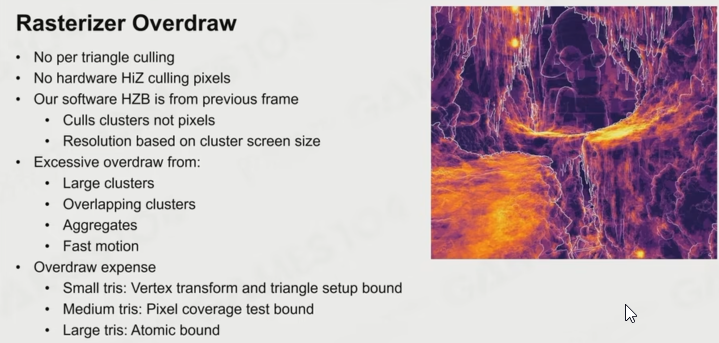 Rasterizer Overdraw
• No per triangle culling
• No hardware HiZ culling pixels
• Our software HZB is from previous frame
• Culls clusters not pixels
• Resolution based on cluster screen size
• Excessive overdraw from:
• Large clusters
• Overlapping clusters
• Aggregates
• Fast motion
• Overdraw expense
• Small tris: Vertex transform and triangle setup bound
• Medium tris: Pixel coverage test bound
• Large tris: Atomic bound